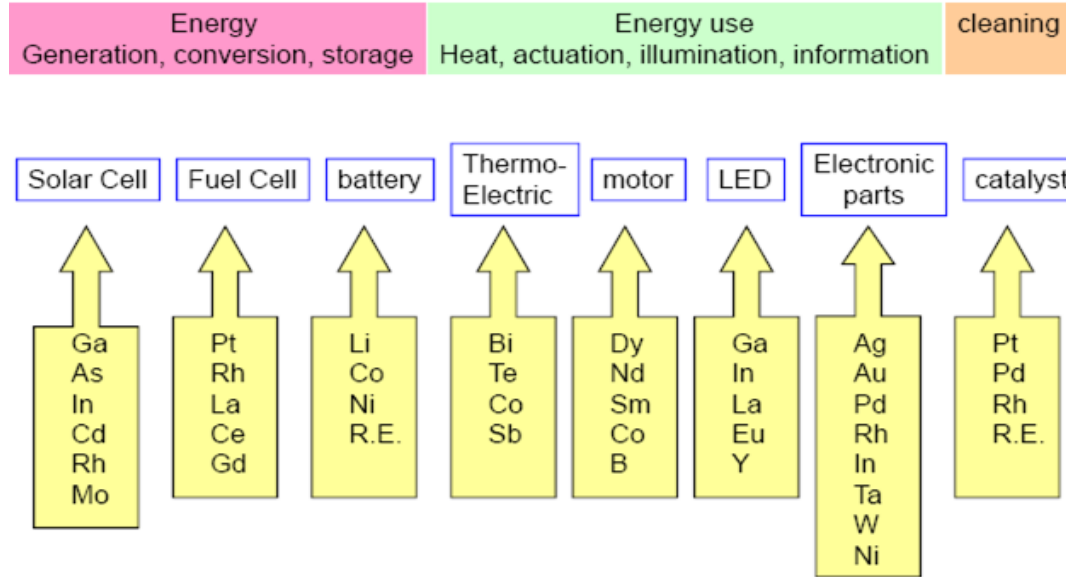 Energy
Generation, conversion, storage
Energy use
Heat, actuation, illumination, information
cleaning
Solar Cell
Fuel Cell
battery
Thermo-
Electric
motor
LED
Electronic
parts
catalyst
Ga
As
In
Cd
Rh
Mo
Pt
Rh
La
Ce
Gd
Li
Co
Ni
R.E.
Bi
Te
Co
Sb
Dy
Nd
Sm
Co
B
Ga
In
La
Eu
Y
Ag
Au
Pd
Rh
In
Ta
W
Ni
Pt
Pd
Rh
R.E.